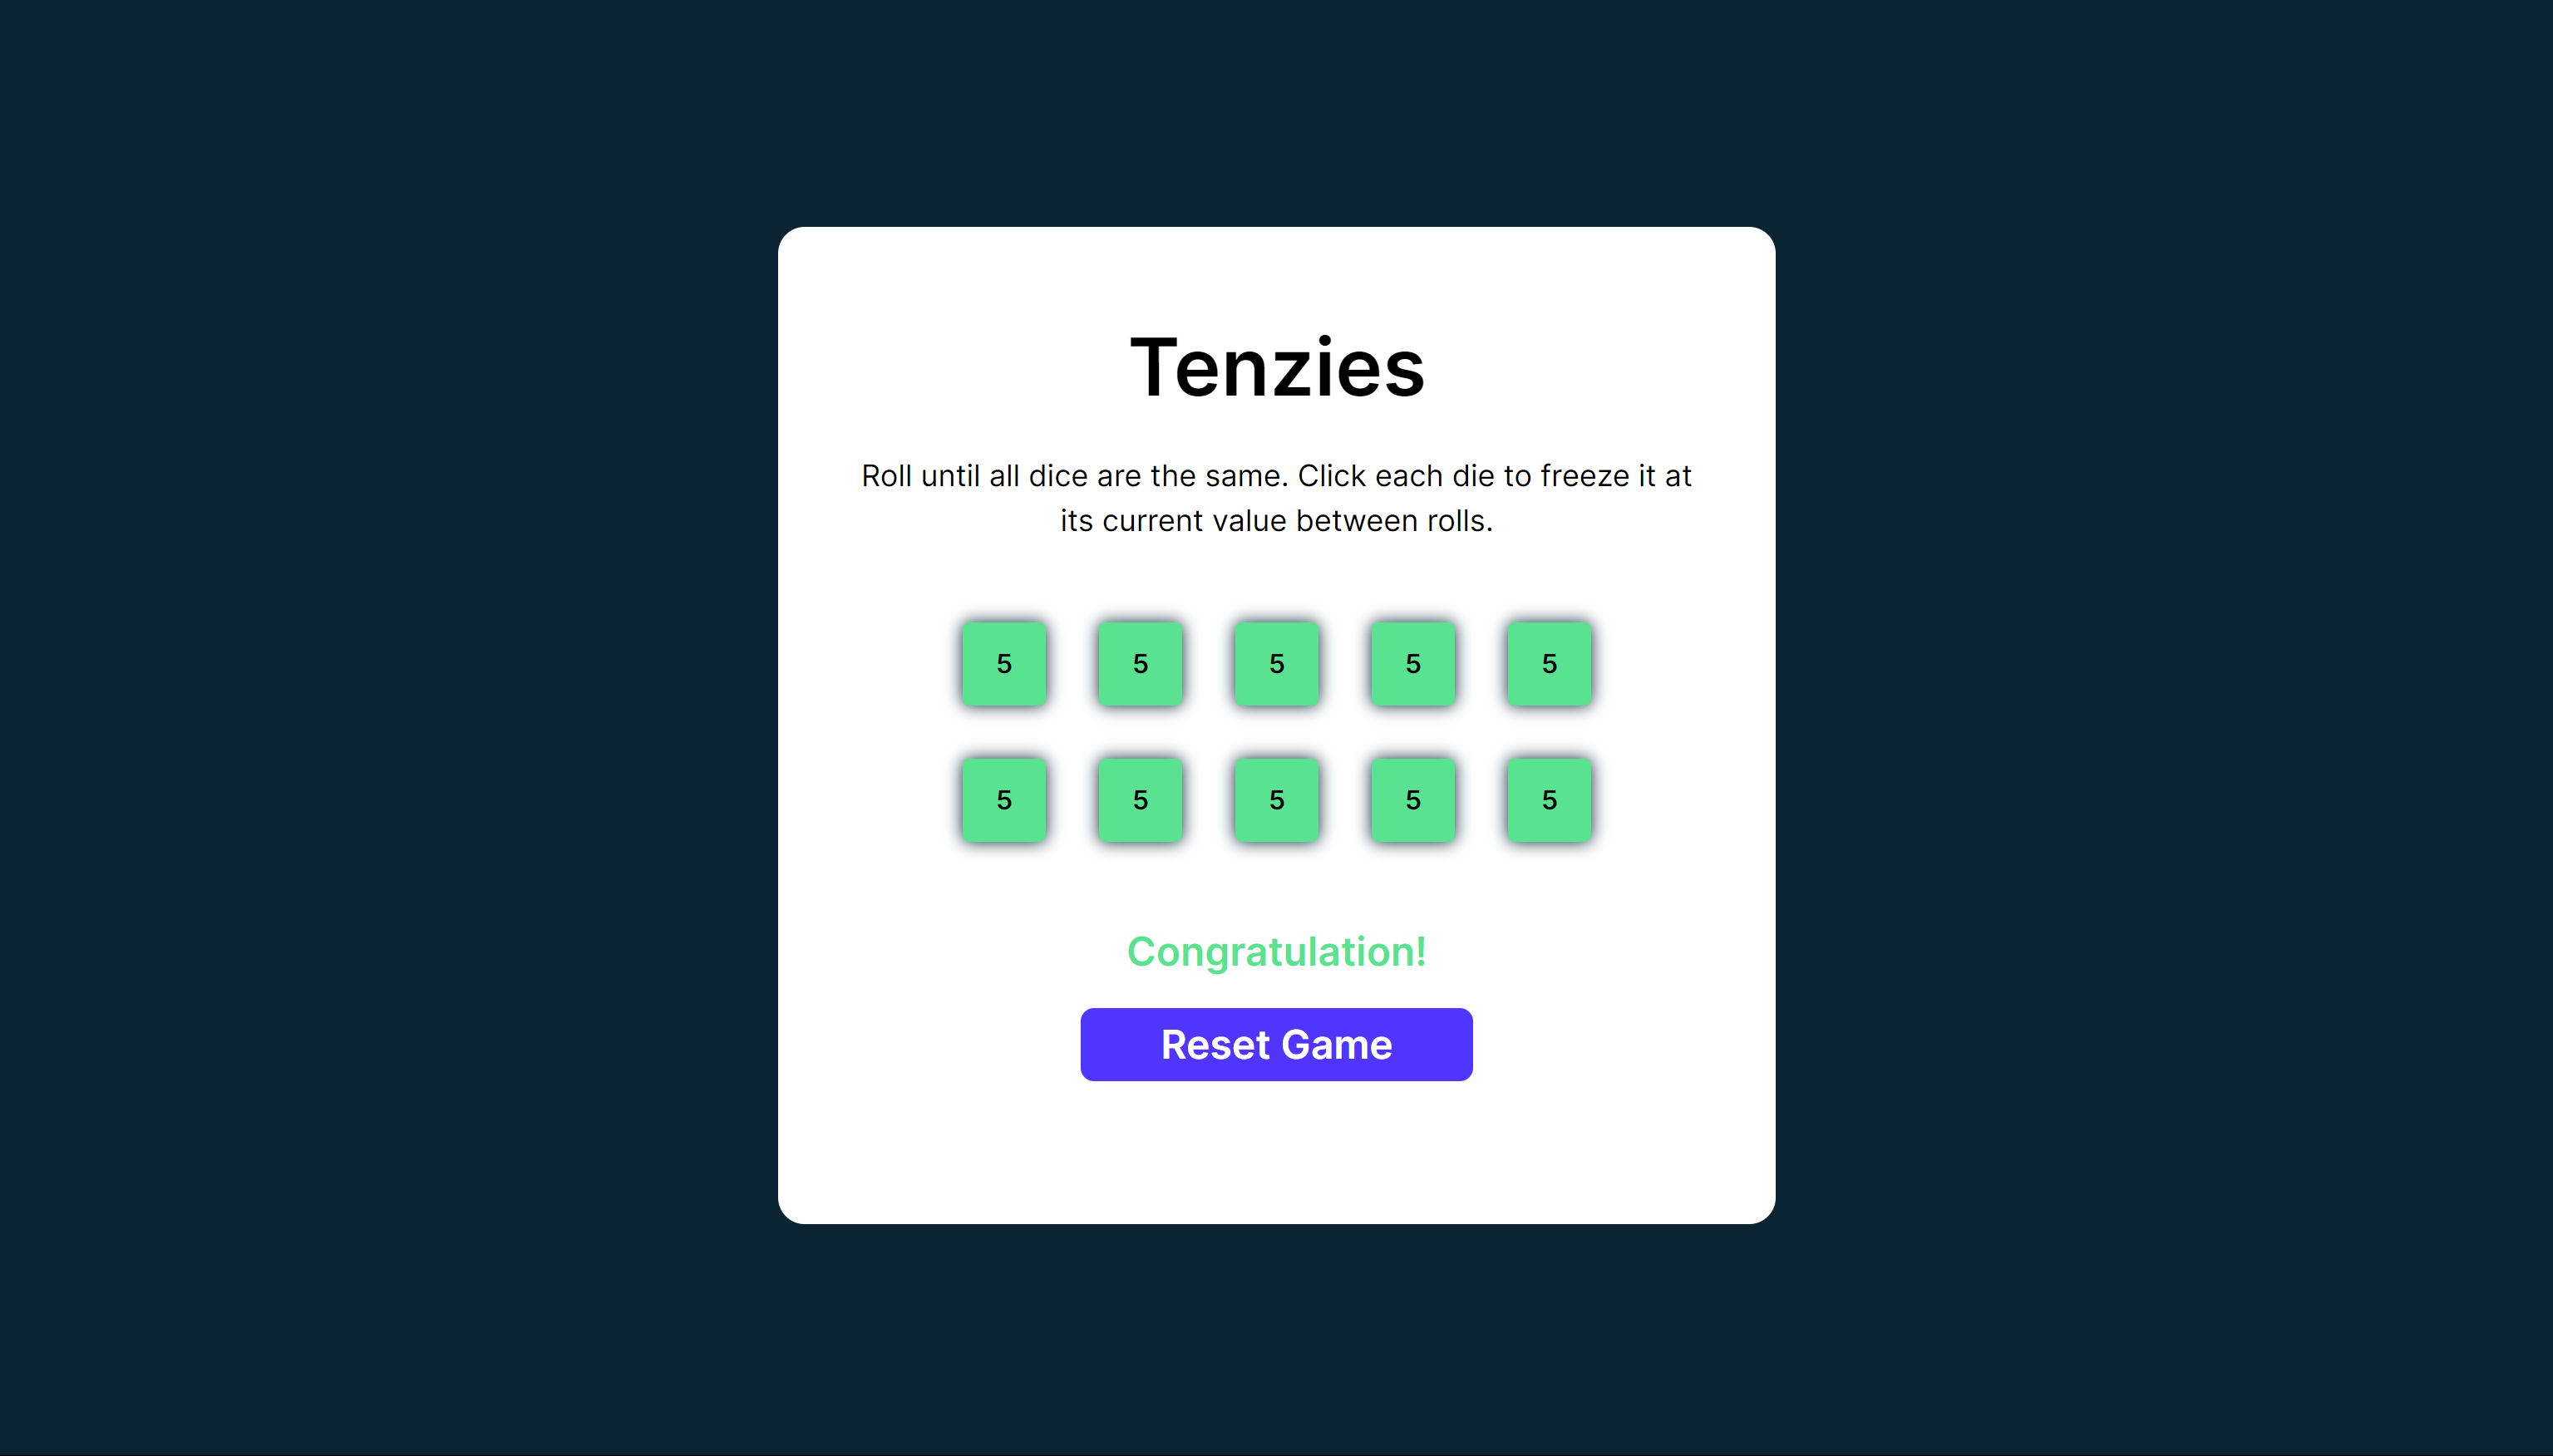 Tenzies
Roll until all dice are the same. Click each die to freeze it at
its current value between rolls.
5 5 5 5 5
5 5 5 5 5
Congratulation!
Reset Game